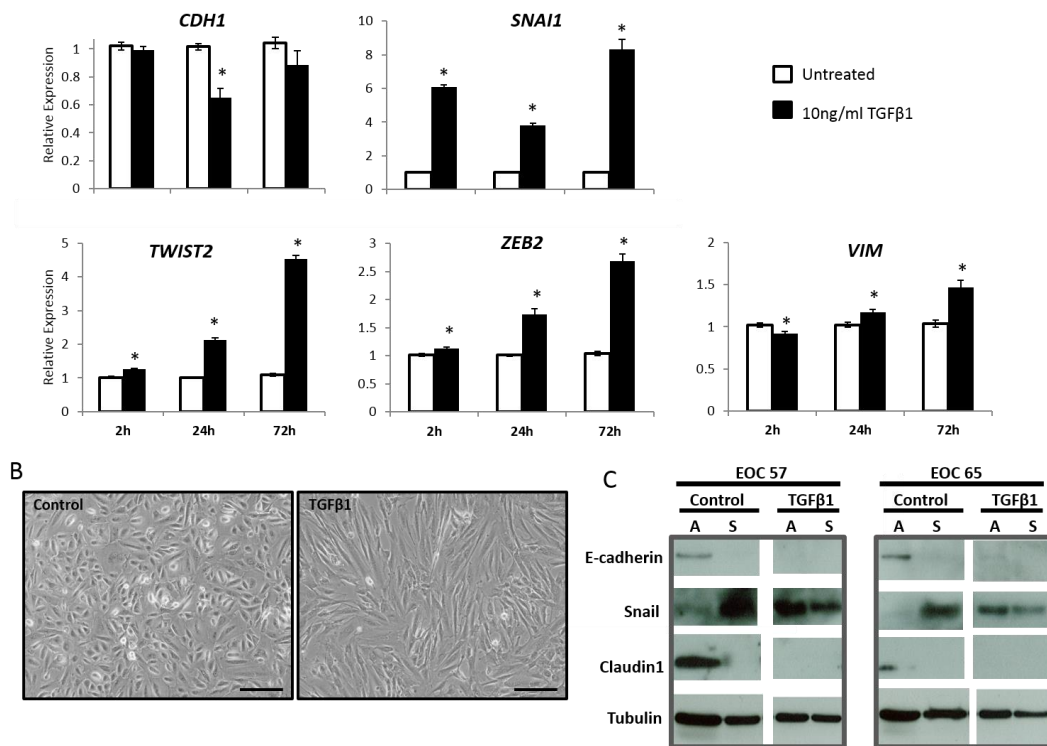 CDH1
SNAI1
Relative Expression
1
0.8
0.6
0.4
0.2
0
*
10
8
6
4
2
0
* * *
Untreated
10ng/ml TGFβ1
TWIST2
ZEB2
VIM
Relative Expression
5
4
3
2
1
0
* * *
2h 24h 72h
3
2.5
2
1.5
1
0.5
0
* * *
2h 24h 72h
2
1.5
1
0.5
0
* * *
2h 24h 72h
B
Control
TGFβ1
C
EOC 57
EOC 65
Control TGFβ1 Control TGFβ1
A S A S A S A S
E-cadherin
Snail
Claudin1
Tubulin